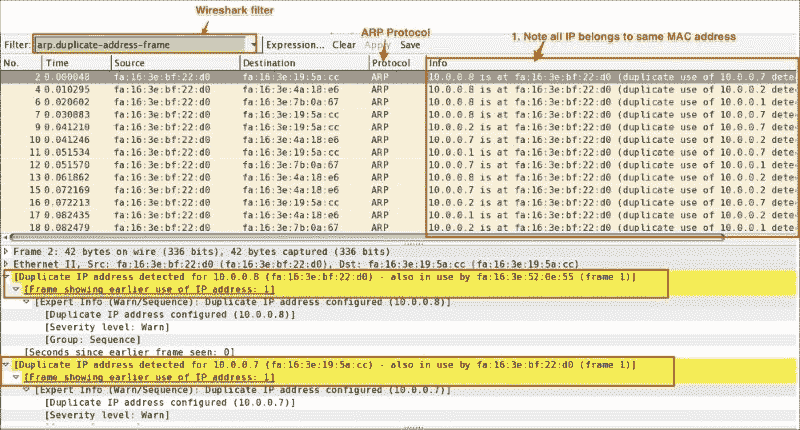 Wireshark filter
ARP Protocol
1. Note all IP belongs to same MAC address
Filter: arp.duplicate-address-frame Expression... Clear Apply Save
No. Time Source Destination Protocol Info
2 0.000048 fa:16:3e:bf:22:d0 fa:16:3e:19:5a:cc ARP 10.0.0.8 is at fa:16:3e:bf:22:d0 (duplicate use of 10.0.0.7 dete
4 0.010295 fa:16:3e:bf:22:d0 fa:16:3e:4a:18:e6 ARP 10.0.0.8 is at fa:16:3e:bf:22:d0 (duplicate use of 10.0.0.2 dete
6 0.020602 fa:16:3e:bf:22:d0 fa:16:3e:7b:0a:67 ARP 10.0.0.8 is at fa:16:3e:bf:22:d0 (duplicate use of 10.0.0.1 dete
7 0.030883 fa:16:3e:bf:22:d0 fa:16:3e:19:5a:cc ARP 10.0.0.8 is at fa:16:3e:bf:22:d0 (duplicate use of 10.0.0.7 dete
9 0.041210 fa:16:3e:bf:22:d0 fa:16:3e:19:5a:cc ARP 10.0.0.2 is at fa:16:3e:bf:22:d0 (duplicate use of 10.0.0.7 dete
10 0.041246 fa:16:3e:bf:22:d0 fa:16:3e:4a:18:e6 ARP 10.0.0.7 is at fa:16:3e:bf:22:d0 (duplicate use of 10.0.0.2 dete
11 0.051534 fa:16:3e:bf:22:d0 fa:16:3e:19:5a:cc ARP 10.0.0.1 is at fa:16:3e:bf:22:d0 (duplicate use of 10.0.0.7 dete
12 0.051570 fa:16:3e:bf:22:d0 fa:16:3e:7b:0a:67 ARP 10.0.0.7 is at fa:16:3e:bf:22:d0 (duplicate use of 10.0.0.1 dete
13 0.061862 fa:16:3e:bf:22:d0 fa:16:3e:4a:18:e6 ARP 10.0.0.8 is at fa:16:3e:bf:22:d0 (duplicate use of 10.0.0.2 dete
15 0.072169 fa:16:3e:bf:22:d0 fa:16:3e:4a:18:e6 ARP 10.0.0.7 is at fa:16:3e:bf:22:d0 (duplicate use of 10.0.0.2 dete
16 0.072213 fa:16:3e:bf:22:d0 fa:16:3e:19:5a:cc ARP 10.0.0.2 is at fa:16:3e:bf:22:d0 (duplicate use of 10.0.0.7 dete
17 0.082435 fa:16:3e:bf:22:d0 fa:16:3e:4a:18:e6 ARP 10.0.0.1 is at fa:16:3e:bf:22:d0 (duplicate use of 10.0.0.2 dete
18 0.082479 fa:16:3e:bf:22:d0 fa:16:3e:7b:0a:67 ARP 10.0.0.2 is at fa:16:3e:bf:22:d0 (duplicate use of 10.0.0.1 dete
Frame 2: 42 bytes on wire (336 bits), 42 bytes captured (336 bits)
Ethernet II, Src: fa:16:3e:bf:22:d0 (fa:16:3e:bf:22:d0), Dst: fa:16:3e:19:5a:cc (fa:16:3e:19:5a:cc)
[Duplicate IP address detected for 10.0.0.8 (fa:16:3e:bf:22:d0) - also in use by fa:16:3e:52:0e:55 (frame 1)]
[Frame showing earlier use of IP address: 1]
[Expert Info (Warn/Sequence): Duplicate IP address configured (10.0.0.8)]
[Duplicate IP address configured (10.0.0.8)]
[Severity level: Warn]
[Group: Sequence]
[Seconds since earlier frame seen: 0]
[Duplicate IP address detected for 10.0.0.7 (fa:16:3e:19:5a:cc) - also in use by fa:16:3e:bf:22:d0 (frame 1)]
[Frame showing earlier use of IP address: 1]
[Expert Info (Warn/Sequence): Duplicate IP address configured (10.0.0.7)]
[Duplicate IP address configured (10.0.0.7)]
[Severity level: Warn]